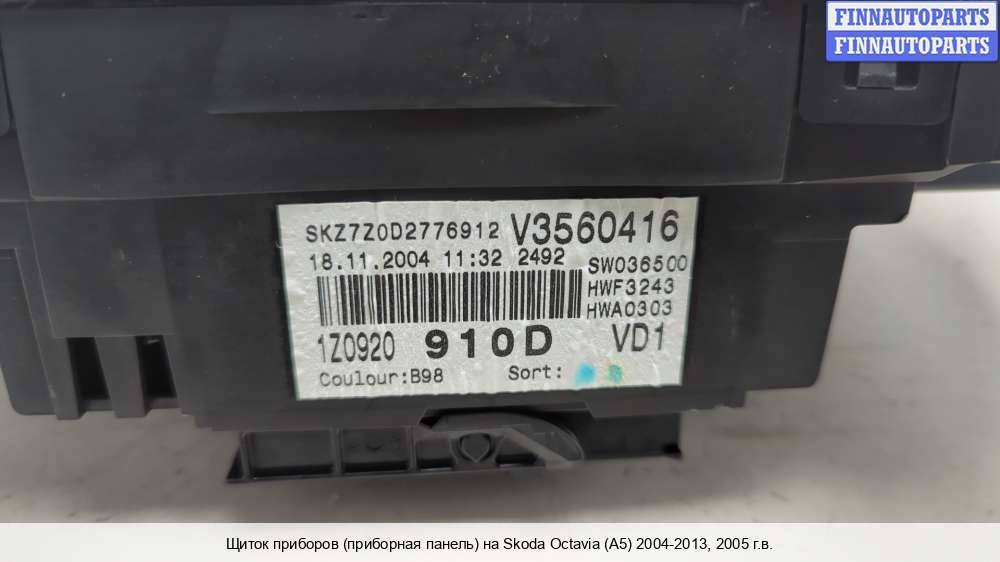 FINNAUTOPARTS
FINNAUTOPARTS
SKZ7Z0D2776912 V3560416
18.11.2004 11:32 2492 SW036500
HWF3243
HWA0303
1Z0920 910D VD1
Coulour:B98 Sort:
Щиток приборов (приборная панель) на Skoda Octavia (A5) 2004-2013, 2005 г.в.